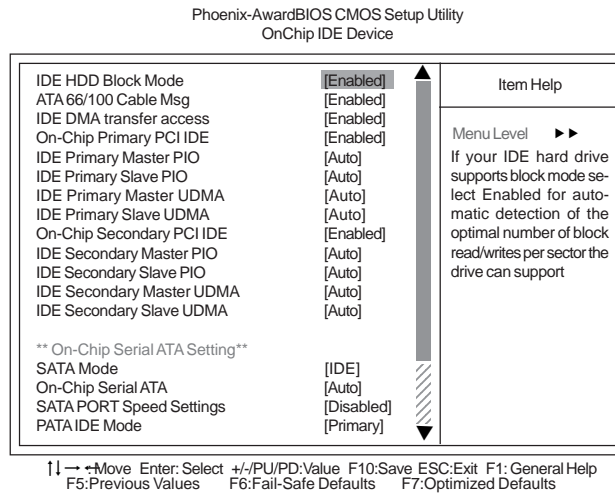 Phoenix-AwardBIOS CMOS Setup Utility
OnChip IDE Device
IDE HDD Block Mode [Enabled]
ATA 66/100 Cable Msg [Enabled]
IDE DMA transfer access [Enabled]
On-Chip Primary PCI IDE [Enabled]
IDE Primary Master PIO [Auto]
IDE Primary Slave PIO [Auto]
IDE Primary Master UDMA [Auto]
IDE Primary Slave UDMA [Auto]
On-Chip Secondary PCI IDE [Enabled]
IDE Secondary Master PIO [Auto]
IDE Secondary Slave PIO [Auto]
IDE Secondary Master UDMA [Auto]
IDE Secondary Slave UDMA [Auto]
** On-Chip Serial ATA Setting**
SATA Mode [IDE]
On-Chip Serial ATA [Auto]
SATA PORT Speed Settings [Disabled]
PATA IDE Mode [Primary]
Item Help
Menu Level ►►
If your IDE hard drive
supports block mode se-
lect Enabled for auto-
matic detection of the
optimal number of block
read/writes per sector the
drive can support
↑↓→←Move Enter: Select +/-/PU/PD:Value F10:Save ESC:Exit F1: General Help
F5:Previous Values F6:Fail-Safe Defaults F7:Optimized Defaults